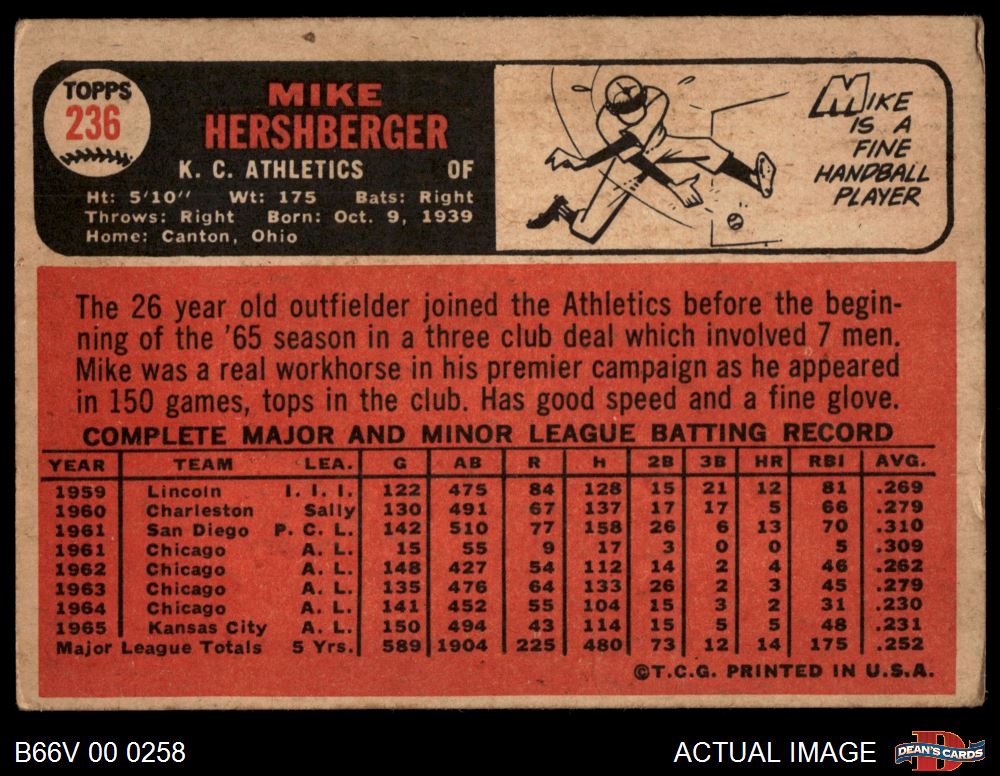 TOPPS
236
MIKE
HERSHBERGER
K. C. ATHLETICS OF
Ht: 5'10" Wt: 175 Bats: Right
Throws: Right Born: Oct. 9, 1939
Home: Canton, Ohio
MIKE
IS A
FINE
HANDBALL
PLAYER
The 26 year old outfielder joined the Athletics before the begin-
ning of the '65 season in a three club deal which involved 7 men.
Mike was a real workhorse in his premier campaign as he appeared
in 150 games, tops in the club. Has good speed and a fine glove.
COMPLETE MAJOR AND MINOR LEAGUE BATTING RECORD
YEAR TEAM LEA. G AB R H 2B 3B HR RBI AVG.
1959 Lincoln I. I. I. 122 475 84 128 15 21 12 81 .269
1960 Charleston Sally 130 491 67 137 17 17 5 66 .279
1961 San Diego P. C. L. 142 510 77 158 26 6 13 70 .310
1961 Chicago A. L. 15 55 9 17 3 0 0 5 .309
1962 Chicago A. L. 148 427 54 112 14 2 4 46 .262
1963 Chicago A. L. 135 476 64 133 26 2 3 45 .279
1964 Chicago A. L. 141 452 55 104 15 3 2 31 .230
1965 Kansas City A. L. 150 494 43 114 15 5 5 48 .231
Major League Totals 5 Yrs. 589 1904 225 480 73 12 14 175 .252
©T.C.G. PRINTED IN U.S.A.
B66V 00 0258
ACTUAL IMAGE
DEAN'S CARDS